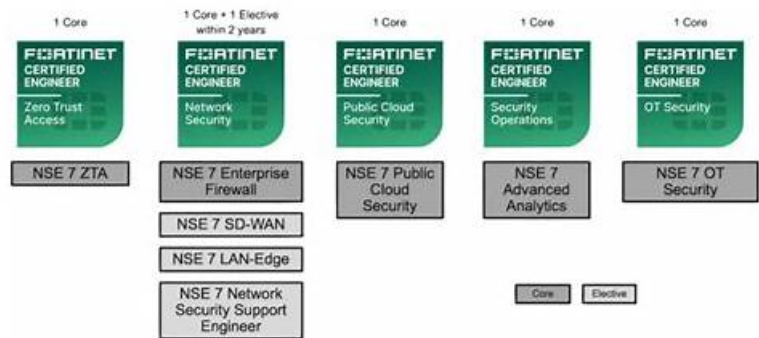 1 Core
1 Core + 1 Elective
within 2 years
1 Core
1 Core
1 Core
FORTINET
CERTIFIED
ENGINEER
Zero Trust
Access
FORTINET
CERTIFIED
ENGINEER
Network
Security
FORTINET
CERTIFIED
ENGINEER
Public Cloud
Security
FORTINET
CERTIFIED
ENGINEER
Security
Operations
FORTINET
CERTIFIED
ENGINEER
OT Security
NSE 7 ZTA
NSE 7 Enterprise
Firewall
NSE 7 SD-WAN
NSE 7 LAN-Edge
NSE 7 Network
Security Support
Engineer
NSE 7 Public
Cloud
Security
NSE 7
Advanced
Analytics
NSE 7 OT
Security
Core
Elective